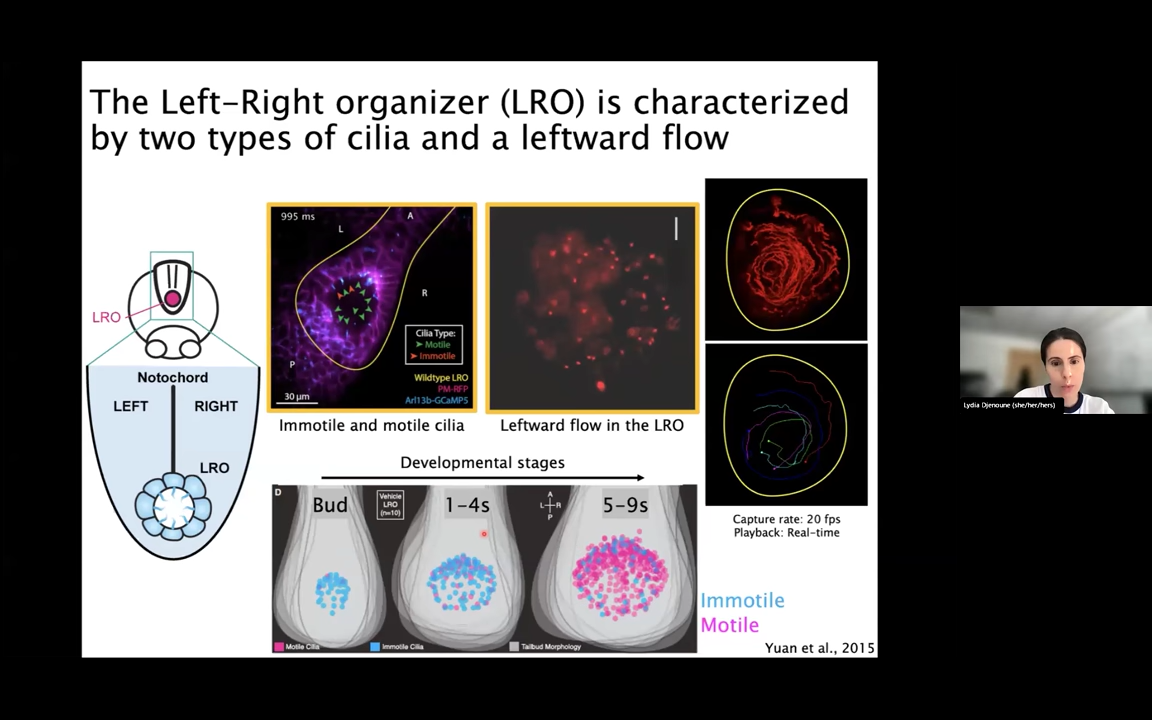 The Left-Right organizer (LRO) is characterized
by two types of cilia and a leftward flow
LRO
Notochord
LEFT
RIGHT
LRO
995 ms
A
L
R
P
Cilia Type:
Motile
Immotile
Wildtype LRO
PM-RFP
Arl13b-GCaMP5
30 µm
Immotile and motile cilia
Leftward flow in the LRO
Capture rate: 20 fps
Playback: Real-time
Developmental stages
D
Bud
Vehicle
LRO
(n=10)
1-4s
A
L
R
P
5-9s
Motile Cilia
Immotile Cilia
Tailbud Morphology
Immotile
Motile
Yuan et al., 2015
Lydia Djenoune (she/her/hers)